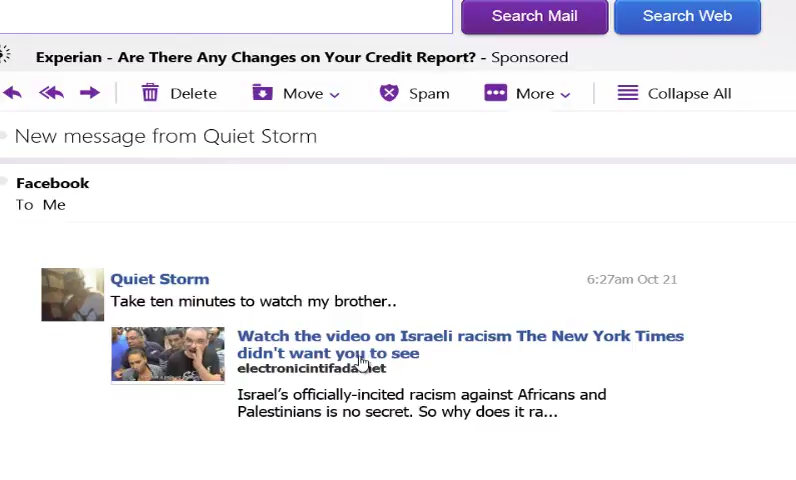 Search Mail Search Web
Experian - Are There Any Changes on Your Credit Report? - Sponsored
Delete Move Spam More Collapse All
New message from Quiet Storm
Facebook
To Me
Quiet Storm 6:27am Oct 21
Take ten minutes to watch my brother..
Watch the video on Israeli racism The New York Times
didn't want you to see
electronicintifada.net
Israel's officially-incited racism against Africans and
Palestinians is no secret. So why does it ra...